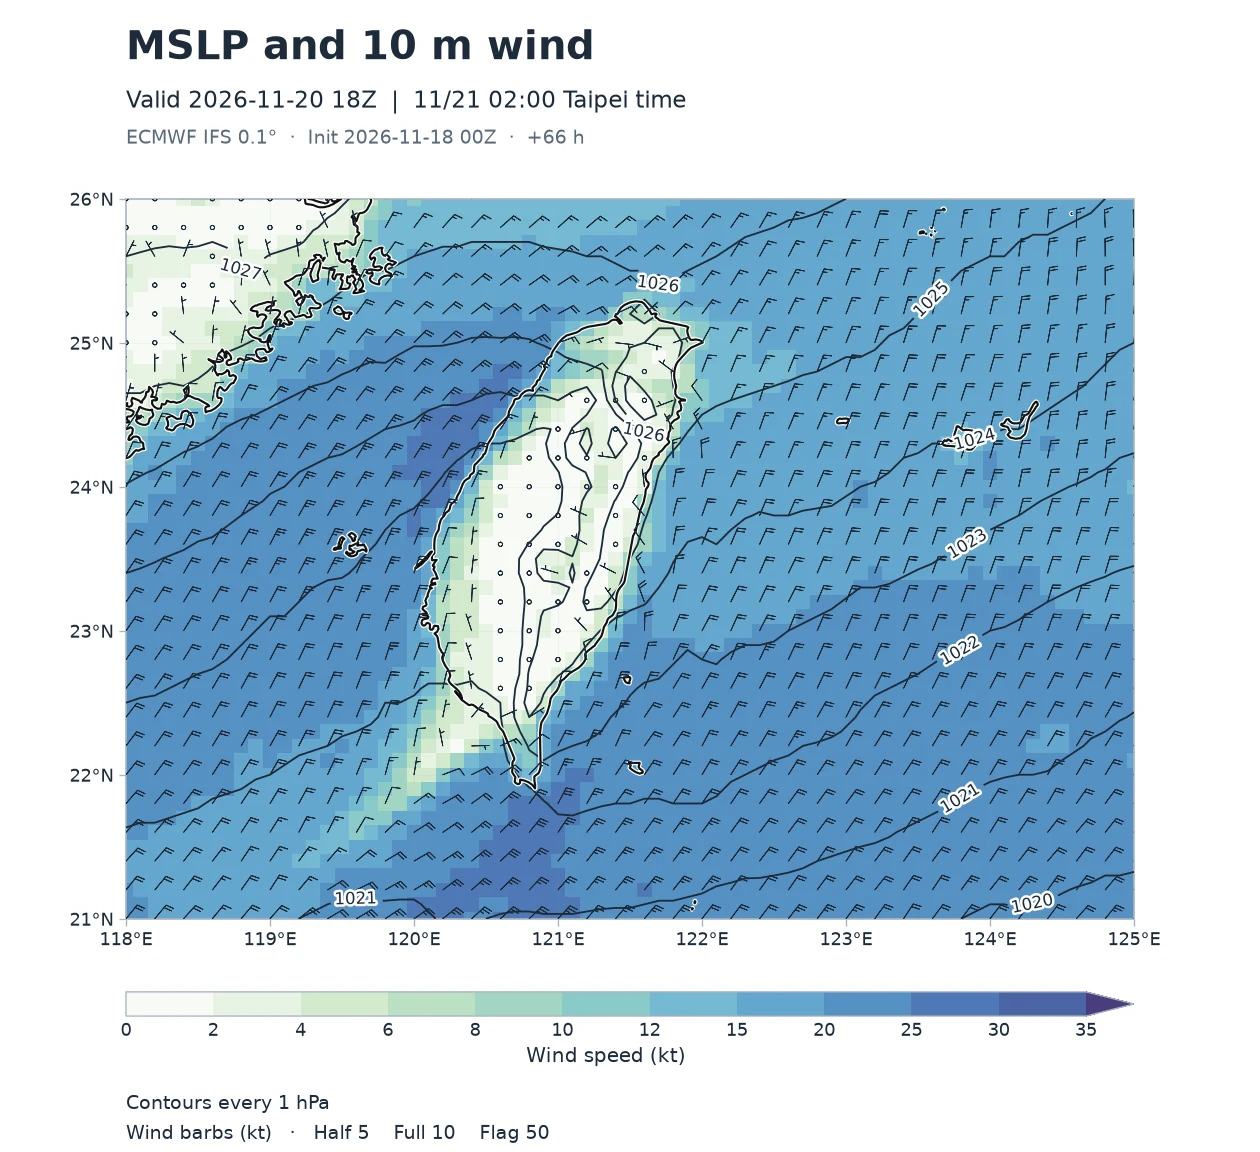 MSLP and 10 m wind
Valid 2026-11-20 18Z | 11/21 02:00 Taipei time
ECMWF IFS 0.1° · Init 2026-11-18 00Z · +66 h
26°N
25°N
24°N
23°N
22°N
21°N
1027
1026
1025
1026
1024
1023
1022
1021
1021
1020
118°E 119°E 120°E 121°E 122°E 123°E 124°E 125°E
0 2 4 6 8 10 12 15 20 25 30 35
Wind speed (kt)
Contours every 1 hPa
Wind barbs (kt) · Half 5 Full 10 Flag 50